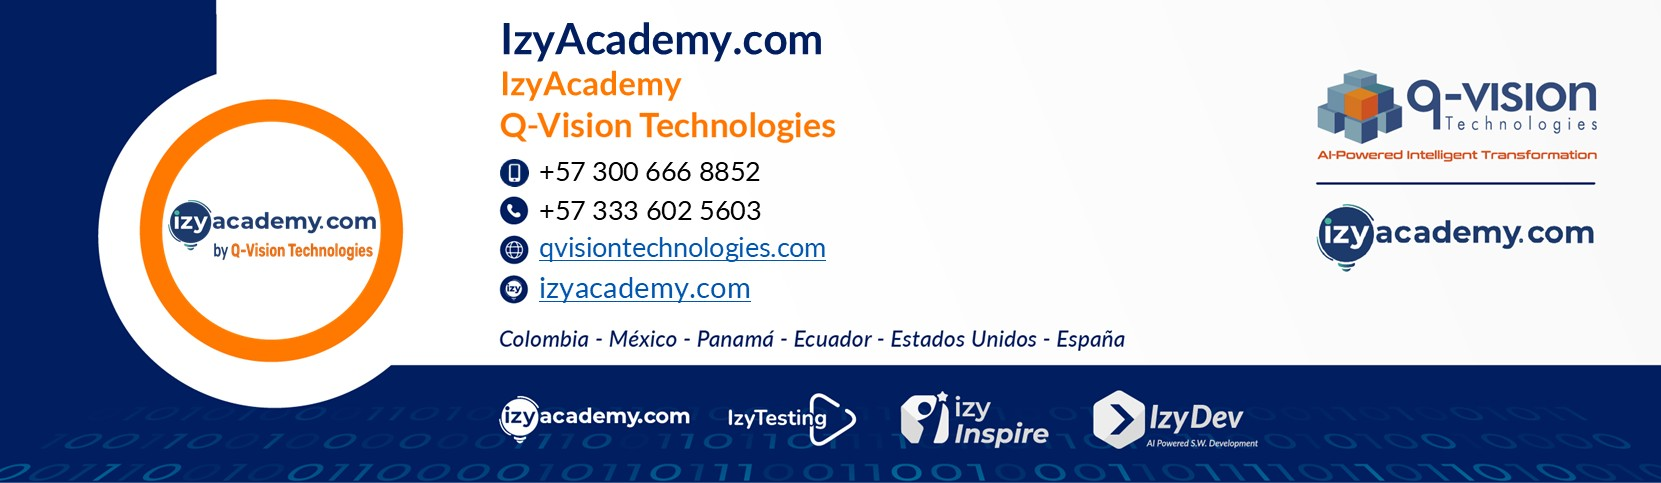 IzyAcademy.com
IzyAcademy
Q-Vision Technologies
+57 300 666 8852
+57 333 602 5603
qvisiontechnologies.com
izy
izyacademy.com
Colombia - México - Panamá - Ecuador - Estados Unidos - España
izyacademy.com
by Q-Vision Technologies
q-vision
Technologies
AI-Powered Intelligent Transformation
izyacademy.com
izyacademy.com
IzyTesting
izy
Inspire
IzyDev
AI Powered S.W. Development